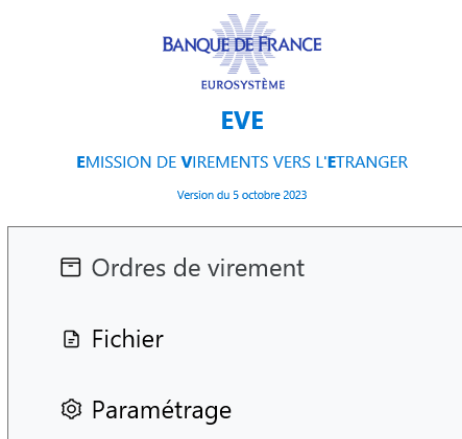 BANQUE DE FRANCE
EUROSYSTÈME
EVE
EMISSION DE VIREMENTS VERS L'ETRANGER
Version du 5 octobre 2023
Ordres de virement
Fichier
Paramétrage